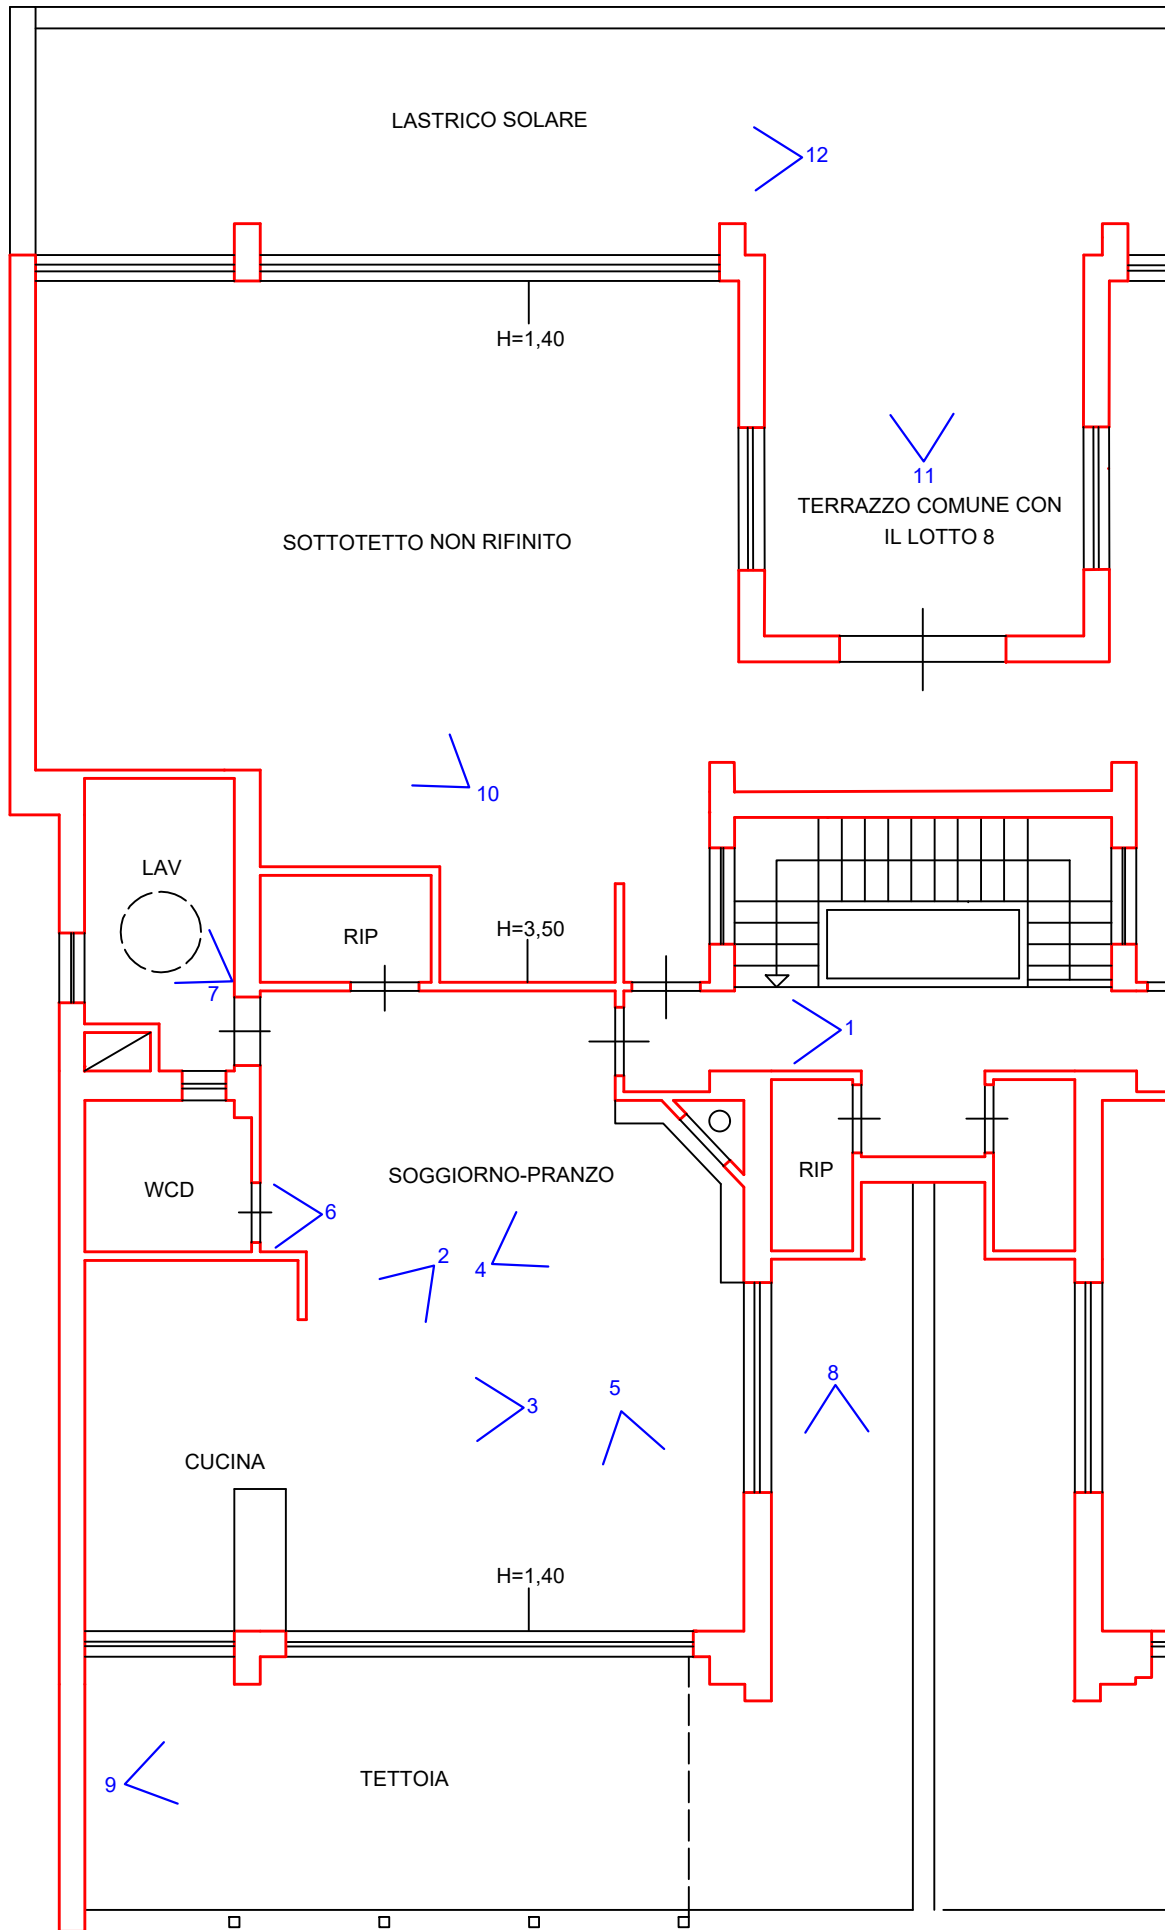 LASTRICO SOLARE
12
H=1,40
11
TERRAZZO COMUNE CON
IL LOTTO 8
SOTTOTETTO NON RIFINITO
10
LAV
RIP
H=3,50
7
1
SOGGIORNO-PRANZO
RIP
WCD
6
2
4
8
5
3
CUCINA
H=1,40
9
TETTOIA